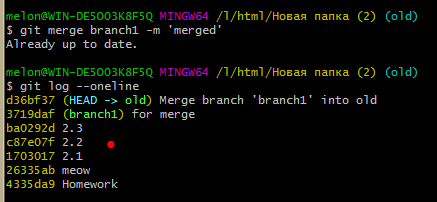 melon@WIN-DE5OO3K8F5Q MINGW64 /l/html/Новая папка (2) (old)
$ git merge branch1 -m 'merged'
Already up to date.
melon@WIN-DE5OO3K8F5Q MINGW64 /l/html/Новая папка (2) (old)
$ git log --oneline
d36bf37 (HEAD -> old) Merge branch 'branch1' into old
3719daf (branch1) for merge
ba0292d 2.3
c87e07f 2.2
1703017 2.1
26335ab meow
4335da9 Homework